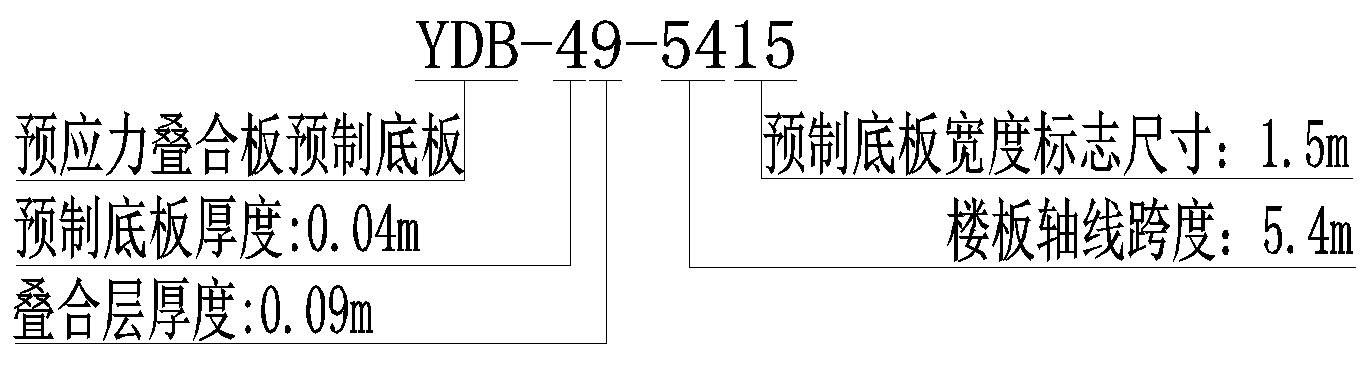 YDB-49-5415
预应力叠合板预制底板
预制底板宽度标志尺寸：1.5m
预制底板厚度:0.04m
楼板轴线跨度：5.4m
叠合层厚度:0.09m